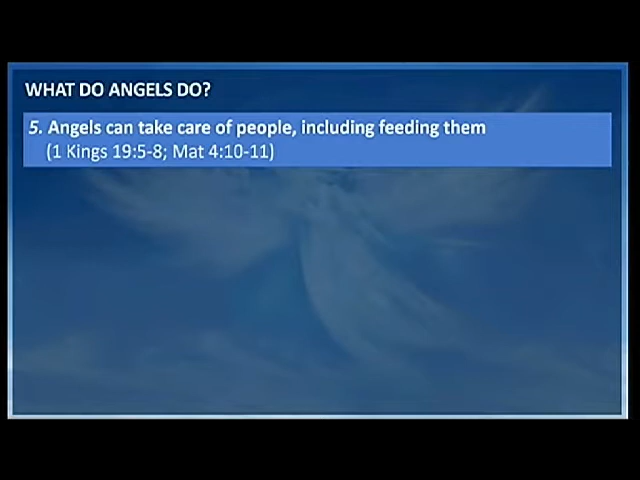 WHAT DO ANGELS DO?
5. Angels can take care of people, including feeding them
(1 Kings 19:5-8; Mat 4:10-11)